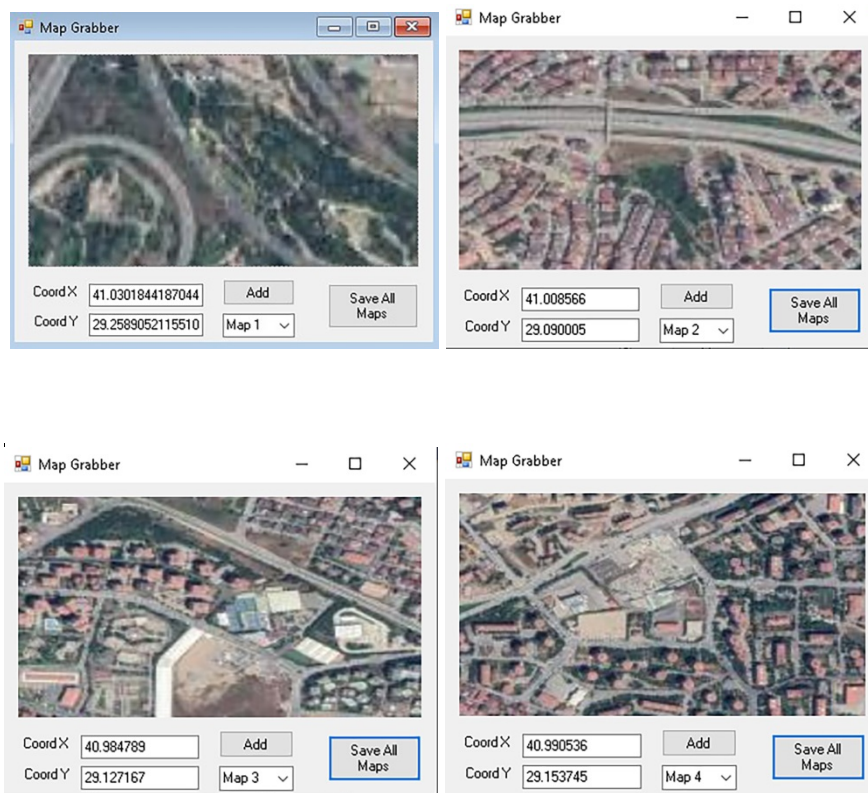 Map Grabber
Coord X 41.0301844187044 Add
Coord Y 29.2589052115510 Map 1
Save All Maps
Map Grabber
Coord X 41.008566 Add
Coord Y 29.090005 Map 2
Save All Maps
Map Grabber
Coord X 40.984789 Add
Coord Y 29.127167 Map 3
Save All Maps
Map Grabber
Coord X 40.990536 Add
Coord Y 29.153745 Map 4
Save All Maps